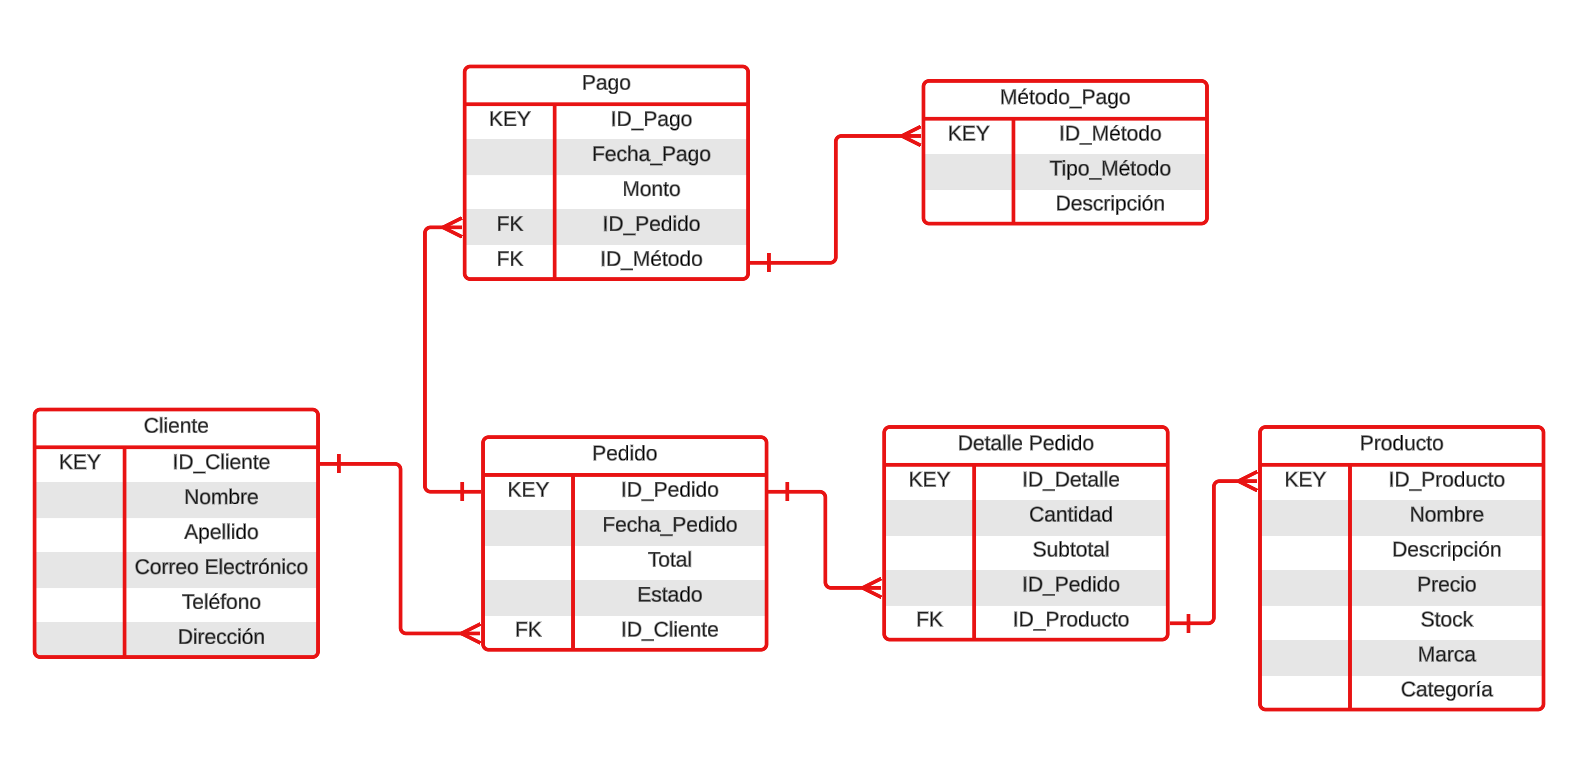 Pago
KEY ID_Pago
Fecha_Pago
Monto
FK ID_Pedido
FK ID_Método
Método_Pago
KEY ID_Método
Tipo_Método
Descripción
Cliente
KEY ID_Cliente
Nombre
Apellido
Correo Electrónico
Teléfono
Dirección
Pedido
KEY ID_Pedido
Fecha_Pedido
Total
Estado
FK ID_Cliente
Detalle Pedido
KEY ID_Detalle
Cantidad
Subtotal
ID_Pedido
FK ID_Producto
Producto
KEY ID_Producto
Nombre
Descripción
Precio
Stock
Marca
Categoría